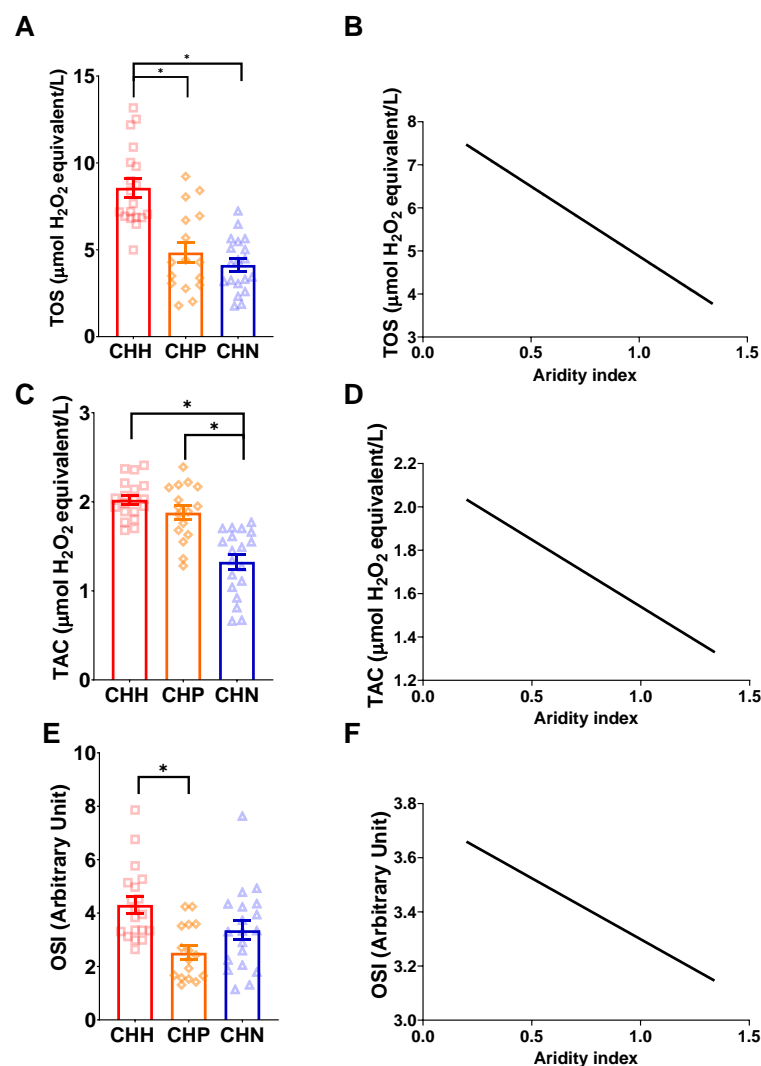 A
*
*
TOS (μmol H₂O₂ equivalent/L)
15
10
5
0
CHH CHP CHN
B
TOS (μmol H₂O₂ equivalent/L)
8
7
6
5
4
3
0.0 0.5 1.0 1.5
Aridity index
C
*
*
TAC (μmol H₂O₂ equivalent/L)
3
2
1
0
CHH CHP CHN
D
TAC (μmol H₂O₂ equivalent/L)
2.2
2.0
1.8
1.6
1.4
1.2
0.0 0.5 1.0 1.5
Aridity index
E
*
OSI (Arbitrary Unit)
10
8
6
4
2
0
CHH CHP CHN
F
OSI (Arbitrary Unit)
3.8
3.6
3.4
3.2
3.0
0.0 0.5 1.0 1.5
Aridity index